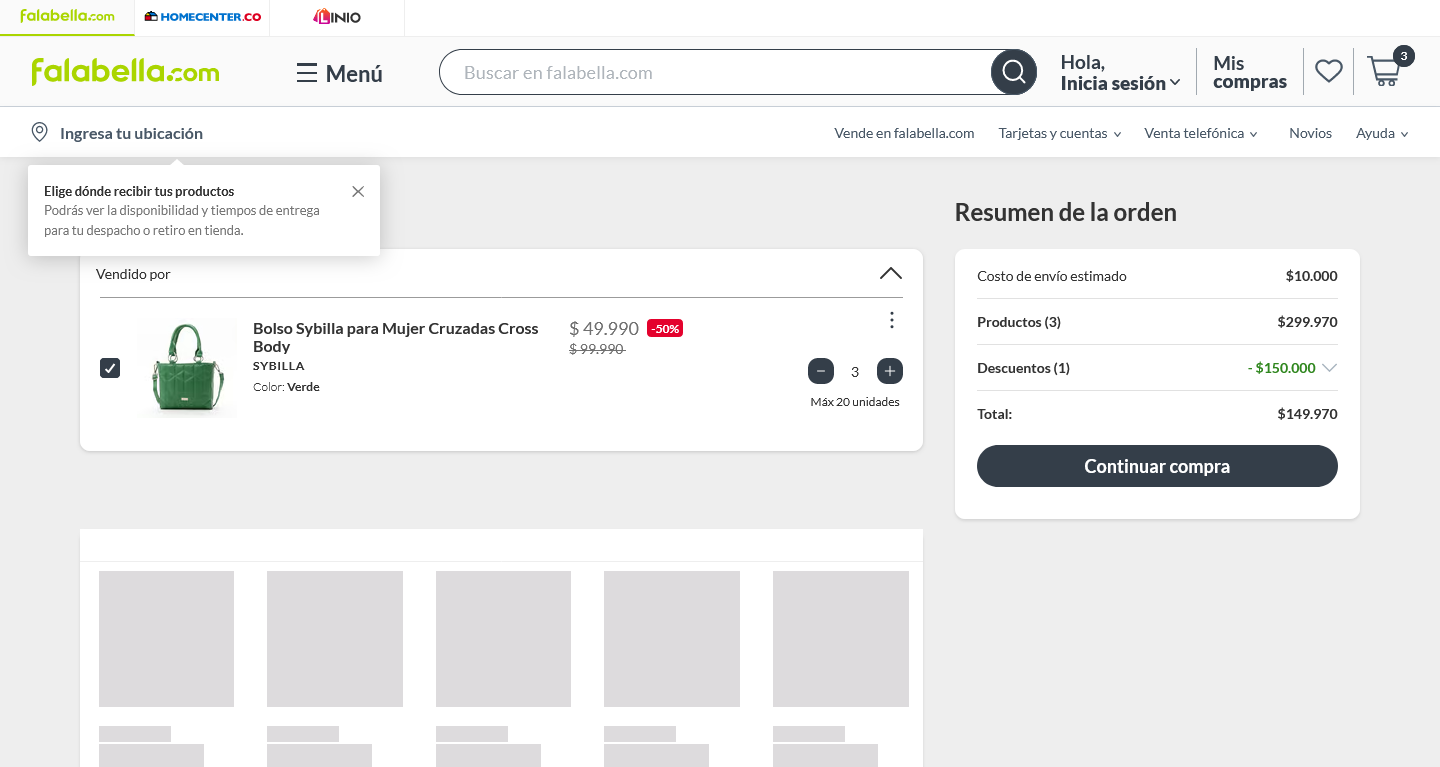 falabella.com
HOMECENTER.CO
LINIO
falabella.com
Menú
Buscar en falabella.com
Hola,
Inicia sesión
Mis
compras
3
Ingresa tu ubicación
Vende en falabella.com
Tarjetas y cuentas
Venta telefónica
Novios
Ayuda
Elige dónde recibir tus productos
Podrás ver la disponibilidad y tiempos de entrega
para tu despacho o retiro en tienda.
Vendido por
Bolso Sybilla para Mujer Cruzadas Cross
Body
SYBILLA
Color: Verde
$ 49.990 -50%
$ 99.990
3
Máx 20 unidades
Resumen de la orden
Costo de envío estimado $10.000
Productos (3) $299.970
Descuentos (1) - $150.000
Total: $149.970
Continuar compra